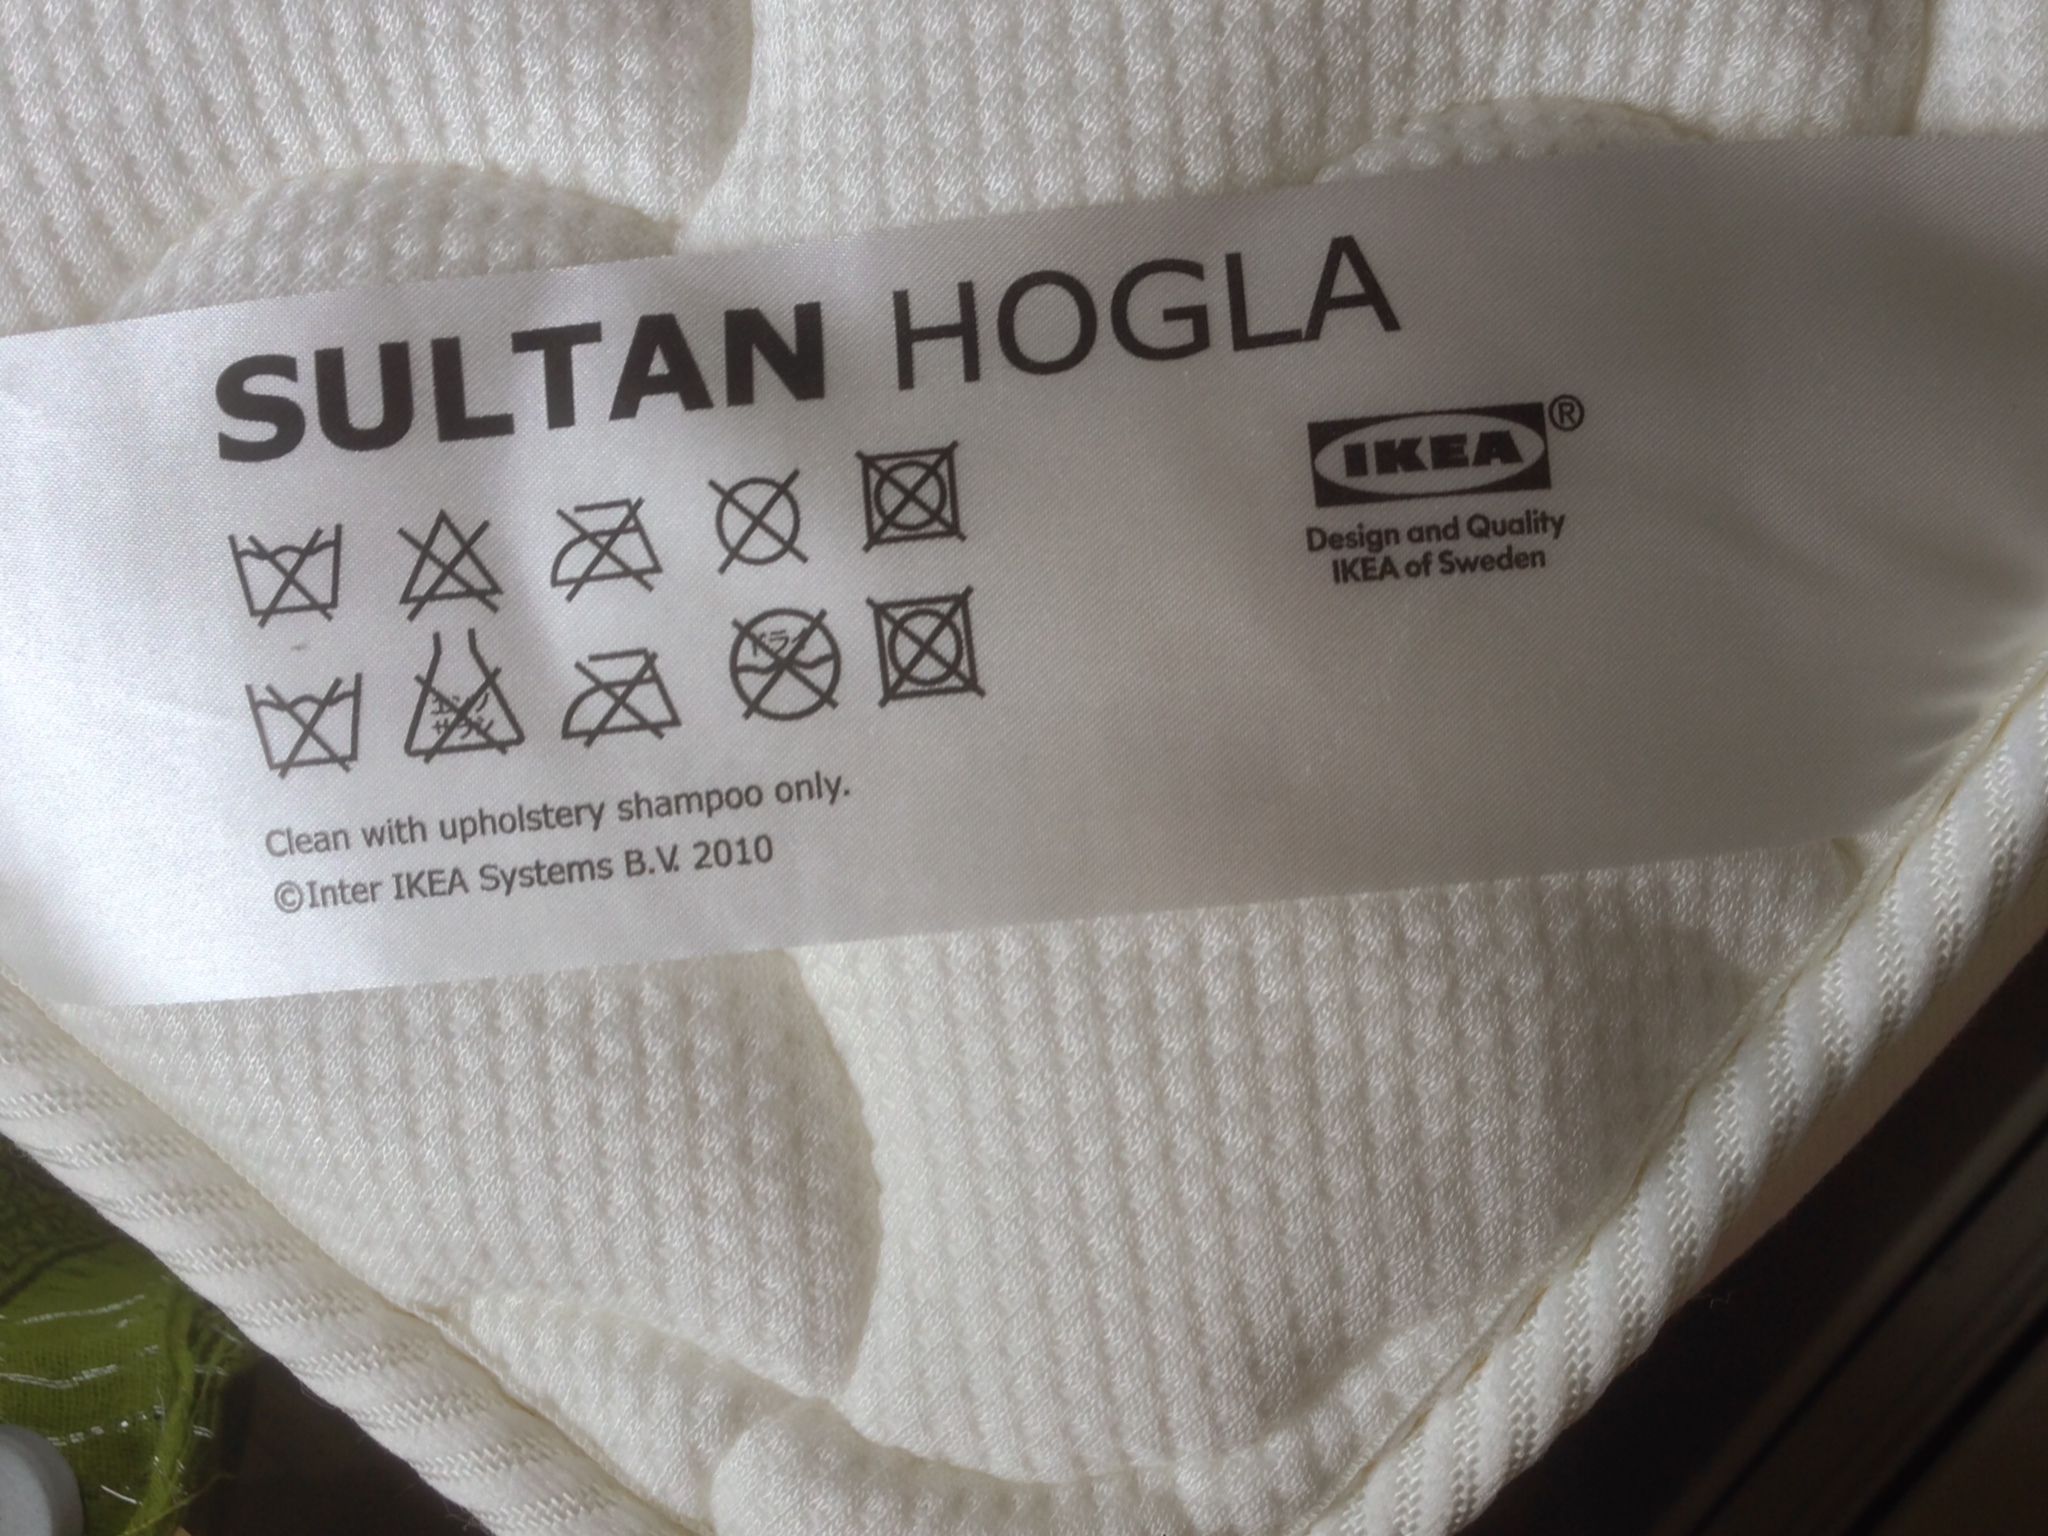 SULTAN HOGLA
IKEA®
Design and Quality
IKEA of Sweden
Clean with upholstery shampoo only.
©Inter IKEA Systems B.V. 2010